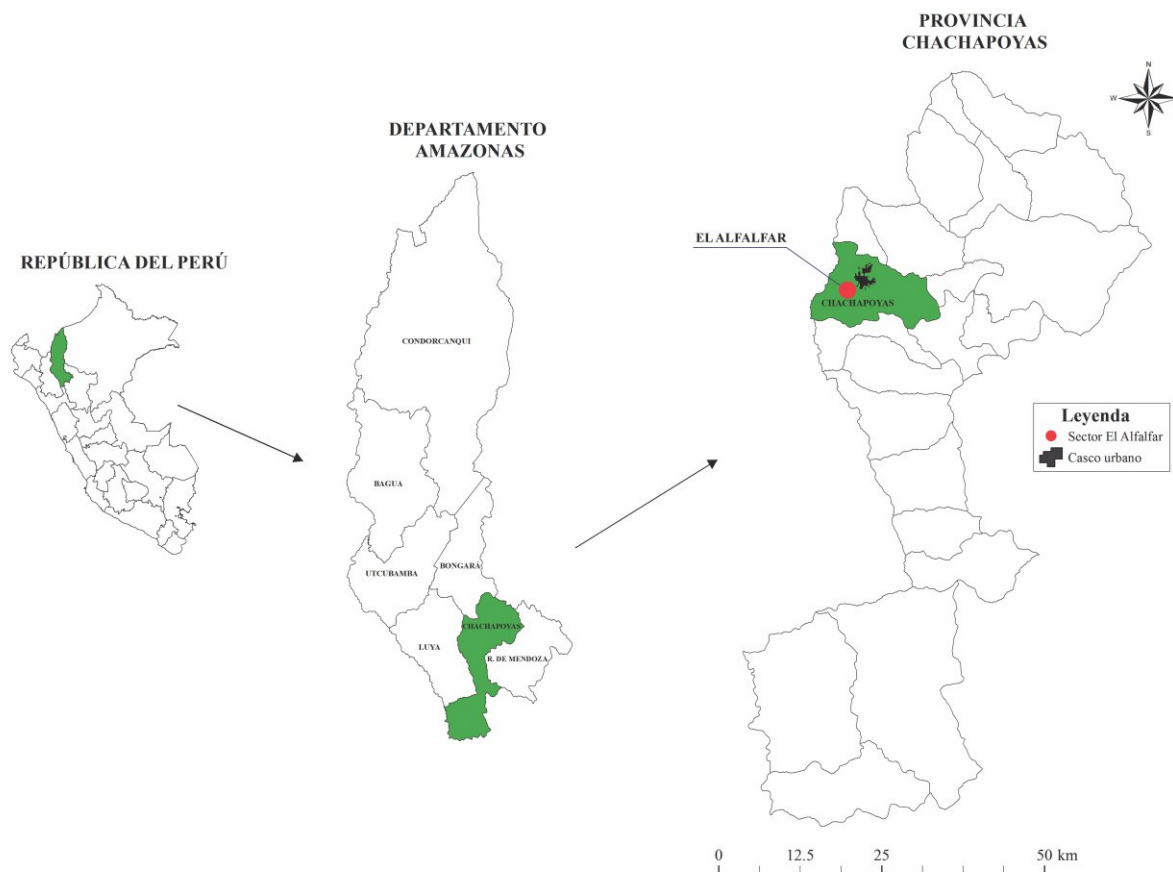 REPÚBLICA DEL PERÚ
DEPARTAMENTO
AMAZONAS
CONDORCANQUI
BAGUA
UTCUBAMBA
BONGARÁ
LUYA
CHACHAPOYAS
R. DE MENDOZA
PROVINCIA
CHACHAPOYAS
N
W
S
EL ALFALFAR
CHACHAPOYAS
Leyenda
Sector El Alfalfar
Casco urbano
0 12.5 25 50 km